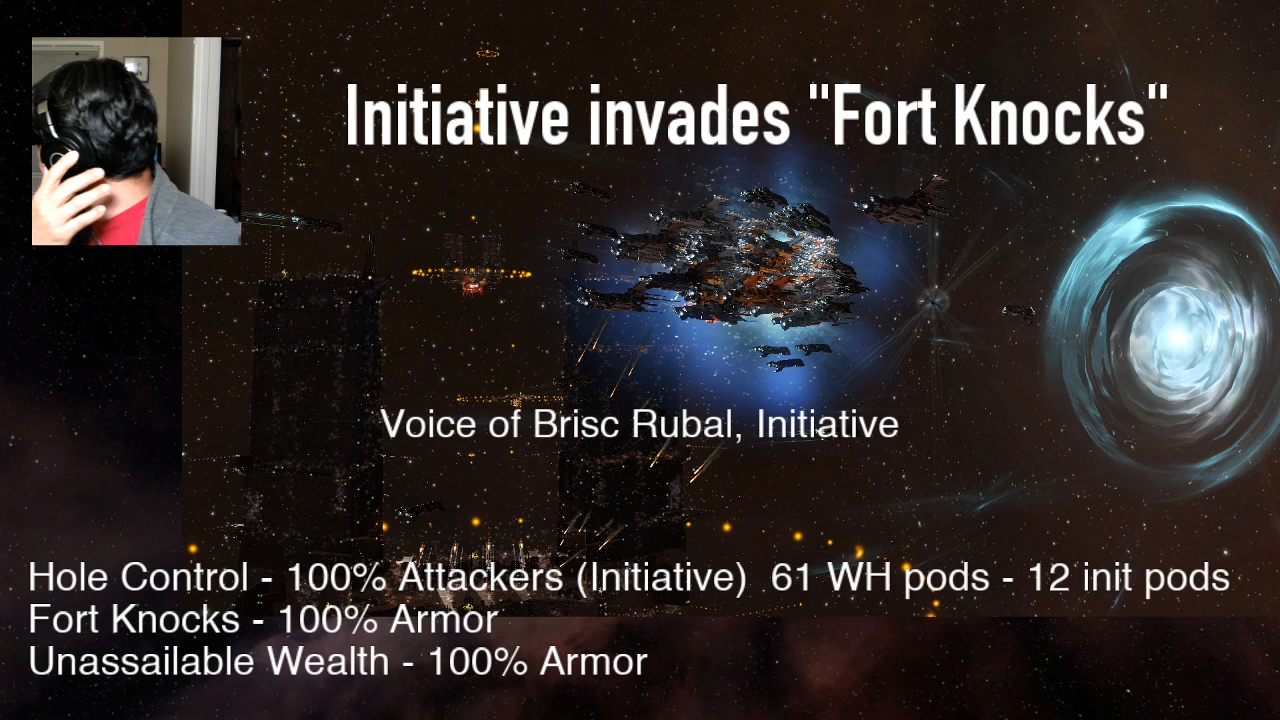 Initiative invades "Fort Knocks"
Voice of Brisc Rubal, Initiative
Hole Control - 100% Attackers (Initiative)  61 WH pods - 12 init pods
Fort Knocks - 100% Armor
Unassailable Wealth - 100% Armor